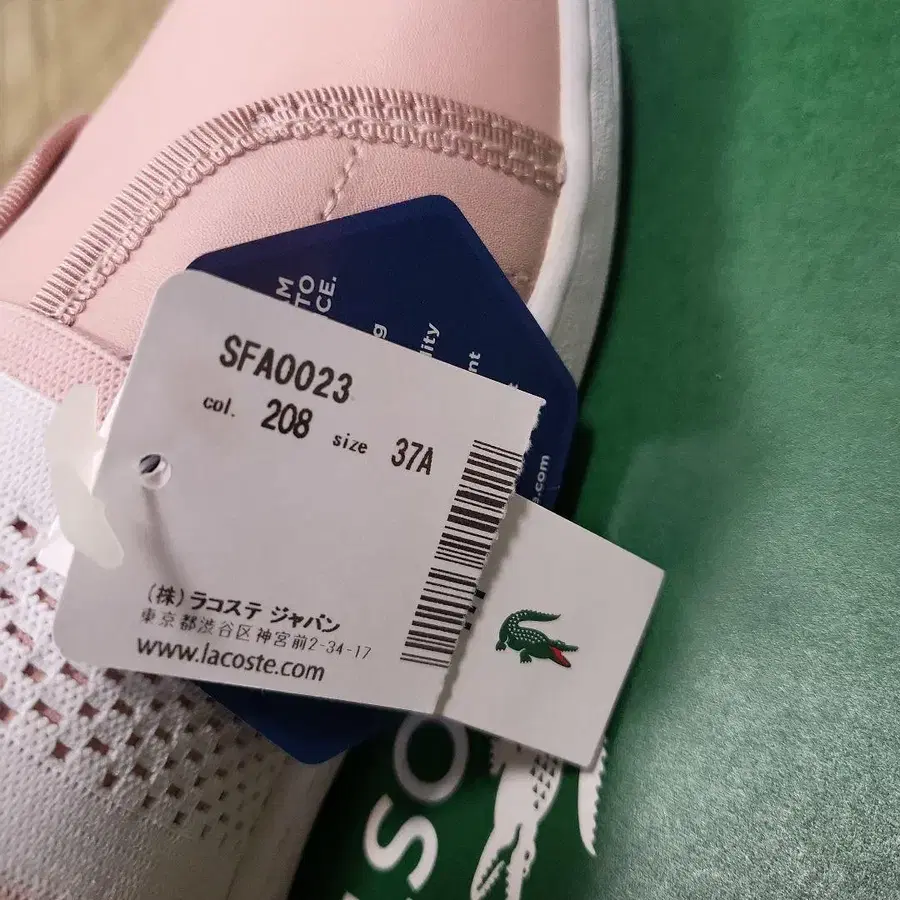 SFA0023
col. 208 size 37A
(株)ラコステ ジャパン
東京都渋谷区神宮前2-34-17
www.lacoste.com